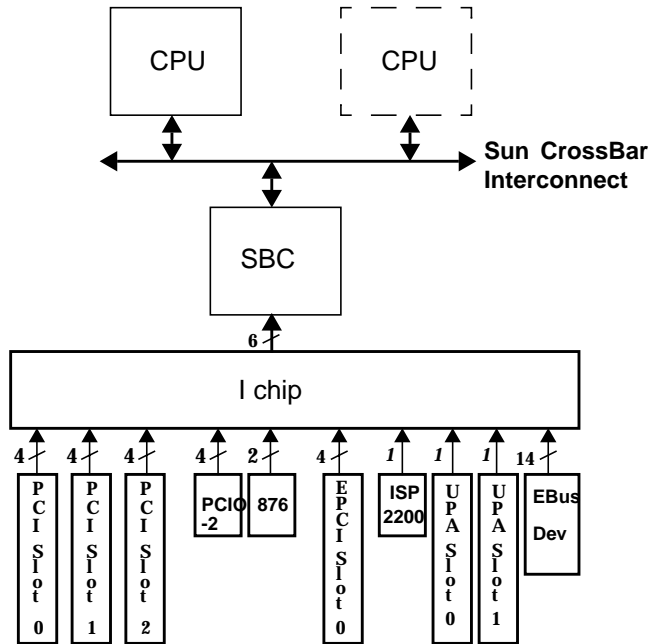 CPU
CPU
Sun CrossBar
Interconnect
SBC
6
I chip
4
4
4
4
2
4
1
1
1
14
PCI Slot 0
PCI Slot 1
PCI Slot 2
PCIO
-2
876
EPCI Slot 0
ISP
2200
UPA Slot 0
UPA Slot 1
EBus
Dev